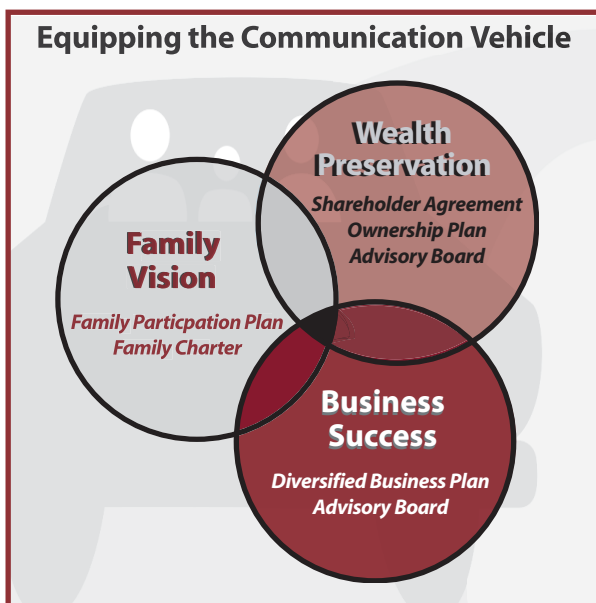 Equipping the Communication Vehicle
Wealth
Preservation
Shareholder Agreement
Ownership Plan
Advisory Board
Family
Vision
Family Particpation Plan
Family Charter
Business
Success
Diversified Business Plan
Advisory Board